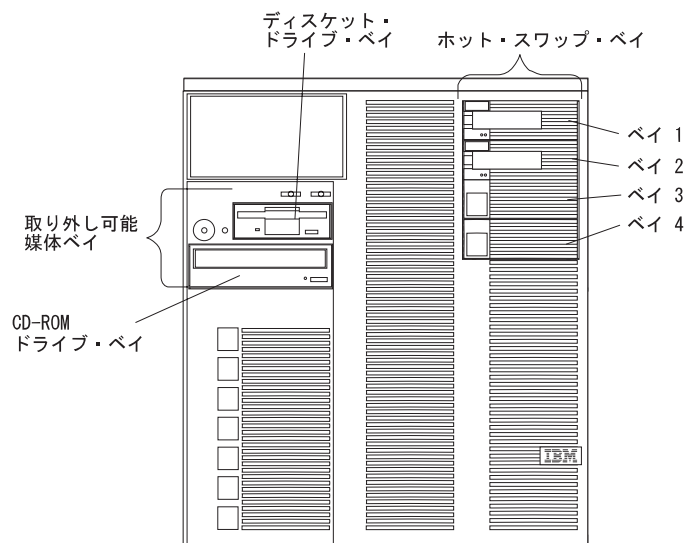 ディスケット・
ドライブ・ベイ
ホット・スワップ・ベイ
ベイ 1
ベイ 2
ベイ 3
ベイ 4
取り外し可能
媒体ベイ
CD-ROM
ドライブ・ベイ
IBM